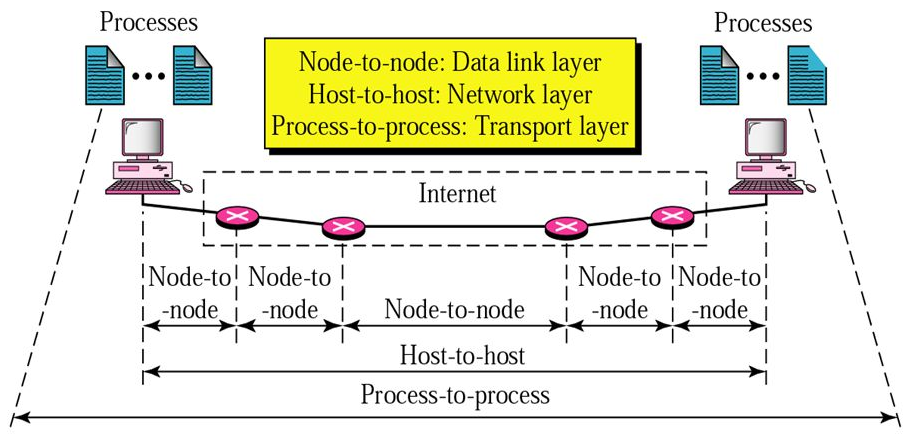 Processes
Processes
Node-to-node: Data link layer
Host-to-host: Network layer
Process-to-process: Transport layer
Internet
Node-to
-node
Node-to
-node
Node-to-node
Node-to
-node
Node-to
-node
Host-to-host
Process-to-process